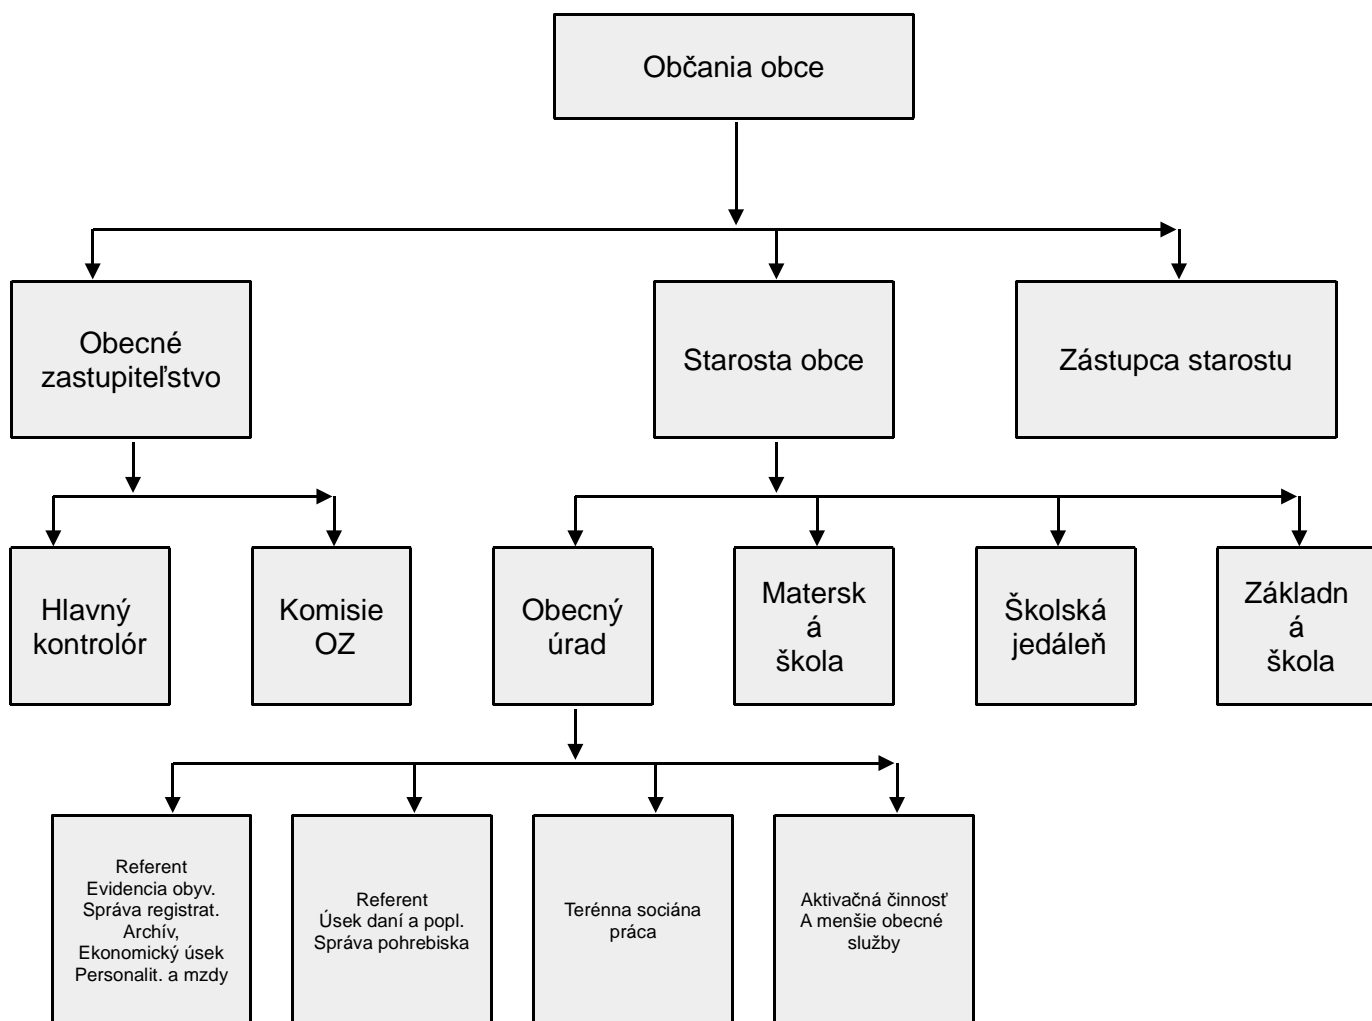 Občania obce
Obecné
zastupiteľstvo
Starosta obce
Zástupca starostu
Hlavný
kontrolór
Komisie
OZ
Obecný
úrad
Matersk
á
škola
Školská
jedáleň
Základn
á
škola
Referent
Evidencia obyv.
Správa registrat.
Archív,
Ekonomický úsek
Personalit. a mzdy
Referent
Úsek daní a popl.
Správa pohrebiska
Terénna sociána
práca
Aktivačná činnosť
A menšie obecné
služby